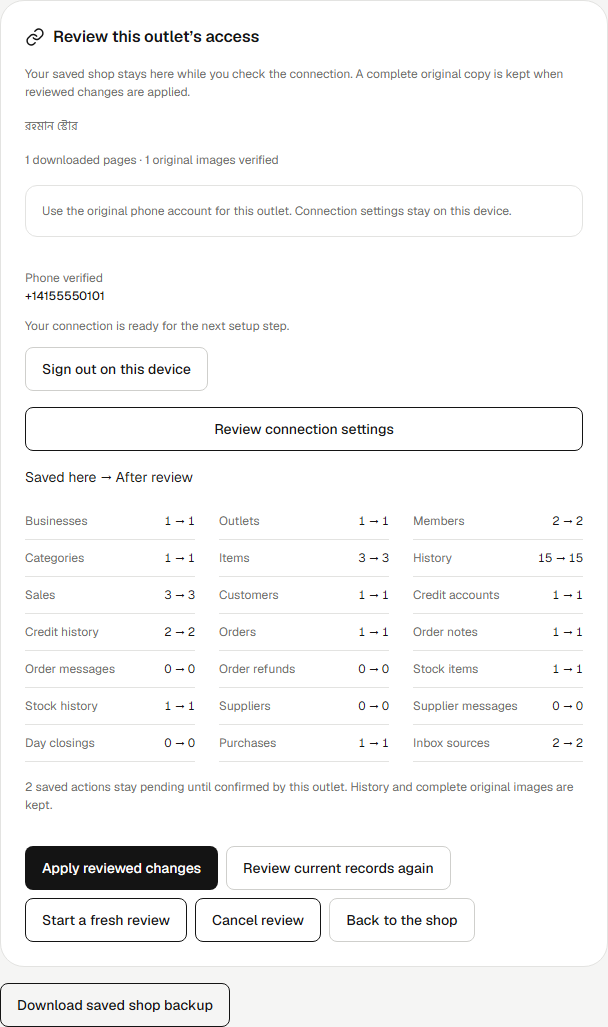 Review this outlet's access
Your saved shop stays here while you check the connection. A complete original copy is kept when
reviewed changes are applied.
রহমান স্টোর
1 downloaded pages · 1 original images verified
Use the original phone account for this outlet. Connection settings stay on this device.
Phone verified
+14155550101
Your connection is ready for the next setup step.
Sign out on this device
Review connection settings
Saved here → After review
Businesses 1 → 1 Outlets 1 → 1 Members 2 → 2
Categories 1 → 1 Items 3 → 3 History 15 → 15
Sales 3 → 3 Customers 1 → 1 Credit accounts 1 → 1
Credit history 2 → 2 Orders 1 → 1 Order notes 1 → 1
Order messages 0 → 0 Order refunds 0 → 0 Stock items 1 → 1
Stock history 1 → 1 Suppliers 0 → 0 Supplier messages 0 → 0
Day closings 0 → 0 Purchases 1 → 1 Inbox sources 2 → 2
2 saved actions stay pending until confirmed by this outlet. History and complete original images are
kept.
Apply reviewed changes Review current records again
Start a fresh review Cancel review Back to the shop
Download saved shop backup